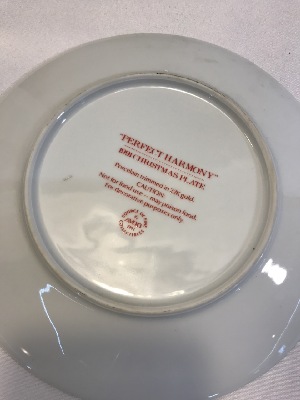 "PERFECT HARMONY"
CHRISTMAS PLATE
Porcelain trimmed in 22K gold.
CAUTION:
Not for food use — may poison food.
For decorative purposes only.
AVON